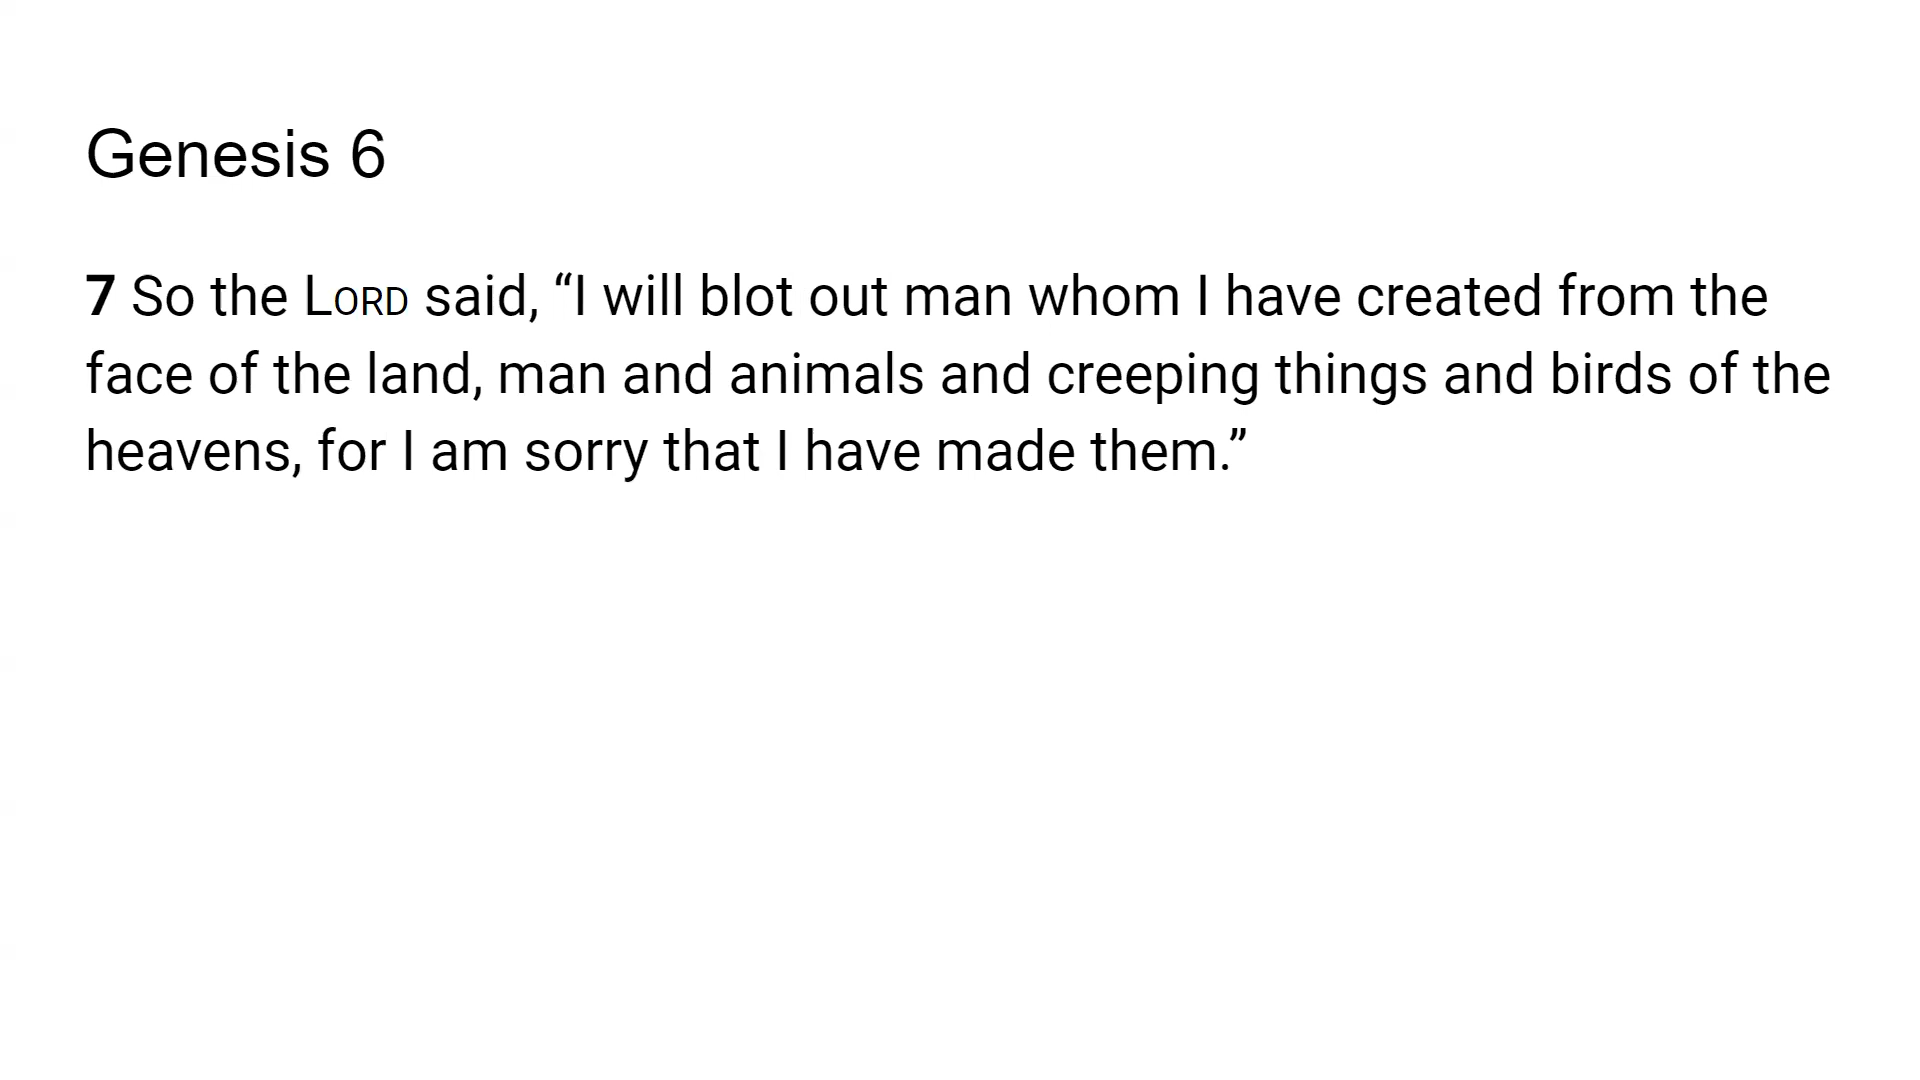 Genesis 6
7 So the LORD said, “I will blot out man whom I have created from the
face of the land, man and animals and creeping things and birds of the
heavens, for I am sorry that I have made them.”